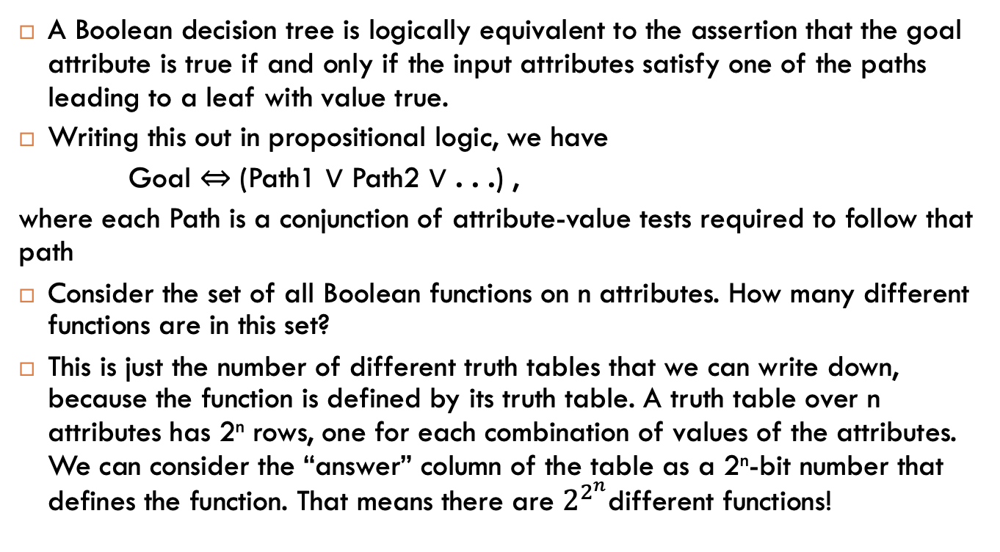 □ A Boolean decision tree is logically equivalent to the assertion that the goal
attribute is true if and only if the input attributes satisfy one of the paths
leading to a leaf with value true.
□ Writing this out in propositional logic, we have
Goal ⇔ (Path1 ∨ Path2 ∨ . . .) ,
where each Path is a conjunction of attribute-value tests required to follow that
path
□ Consider the set of all Boolean functions on n attributes. How many different
functions are in this set?
□ This is just the number of different truth tables that we can write down,
because the function is defined by its truth table. A truth table over n
attributes has 2ⁿ rows, one for each combination of values of the attributes.
We can consider the “answer” column of the table as a 2ⁿ-bit number that
defines the function. That means there are 2^2^n different functions!